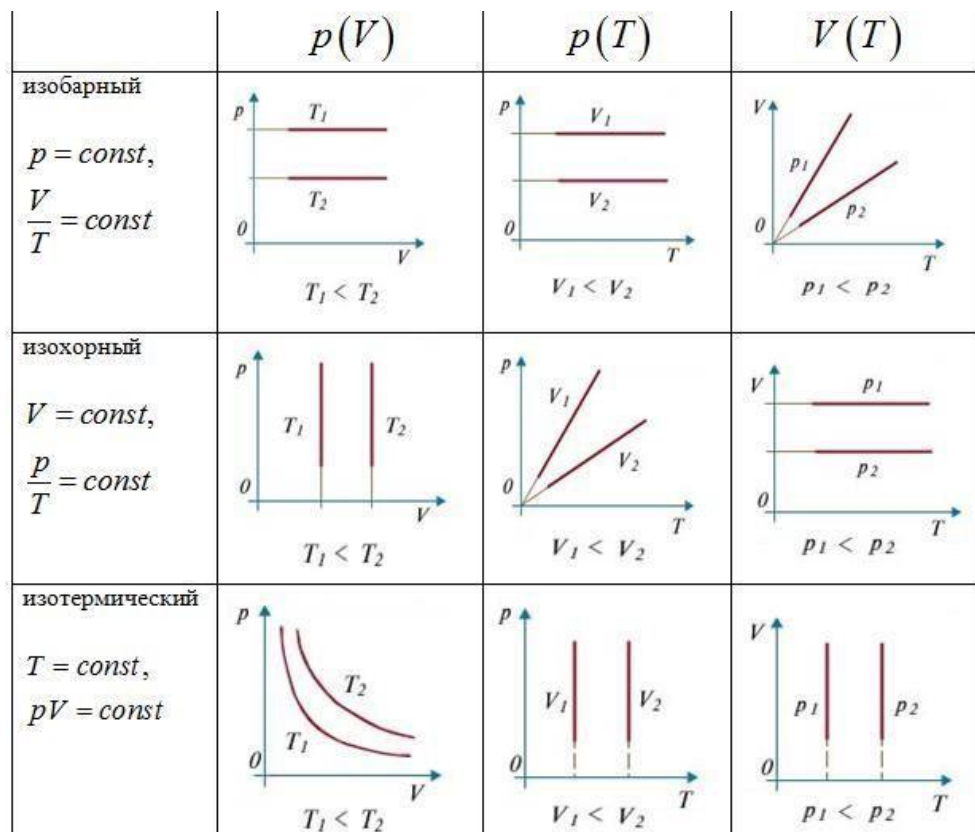 p(V) p(T) V(T)
изобарный
p = const,
V/T = const
p T₁ T₂ 0 V
T₁ < T₂
p V₁ V₂ 0 T
V₁ < V₂
V p₁ p₂ 0 T
p₁ < p₂
изохорный
V = const,
p/T = const
p T₁ T₂ 0 V
T₁ < T₂
p V₁ V₂ 0 T
V₁ < V₂
V p₁ p₂ 0 T
p₁ < p₂
изотермический
T = const,
pV = const
p T₂ T₁ 0 V
T₁ < T₂
p V₁ V₂ 0 T
V₁ < V₂
V p₁ p₂ 0 T
p₁ < p₂